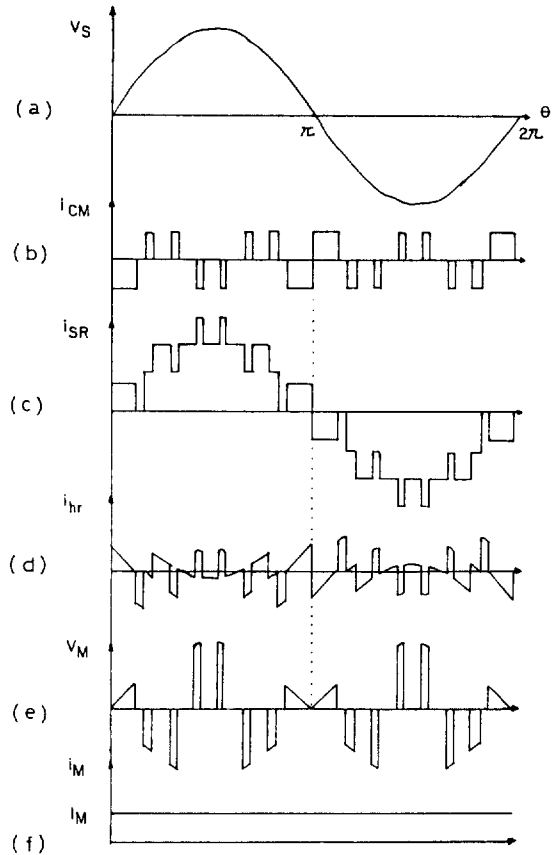 V_S
(a)
θ
π
2π
i_CM
(b)
i_SR
(c)
i_hr
(d)
V_M
(e)
i_M
I_M
(f)